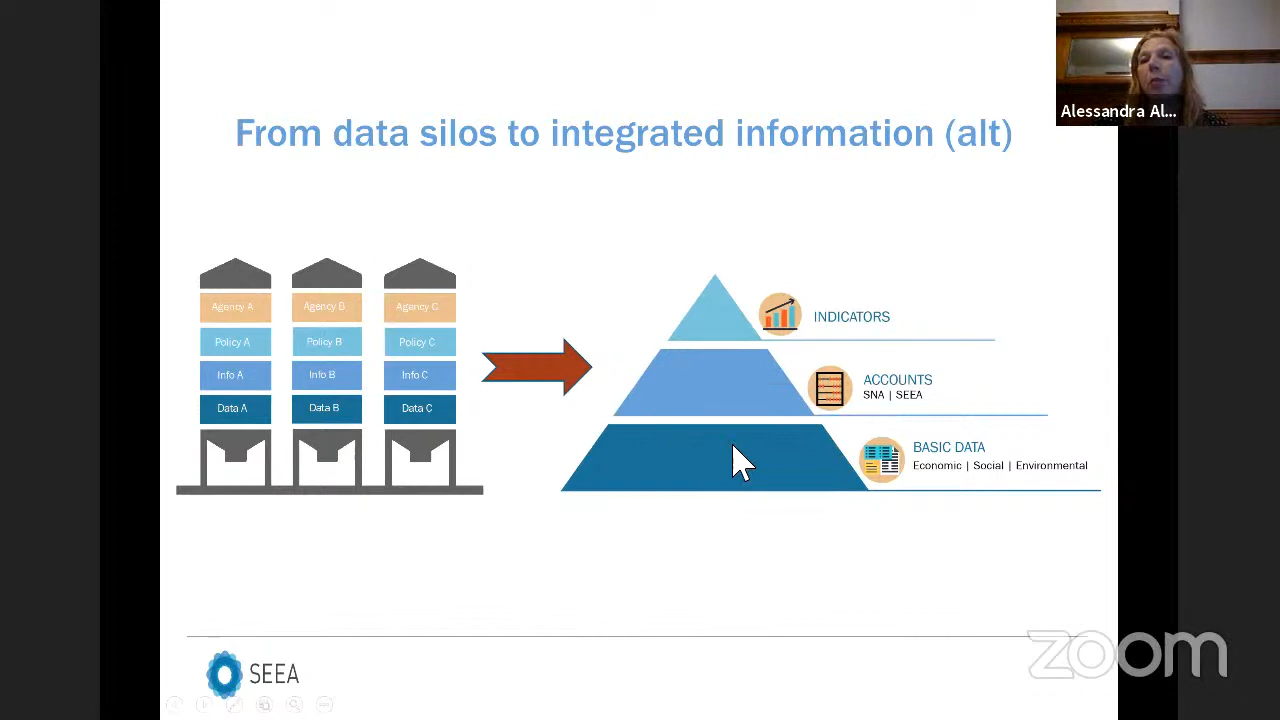 Alessandra Al...
From data silos to integrated information (alt)
Agency A
Agency B
Agency C
Policy A
Policy B
Policy C
Info A
Info B
Info C
Data A
Data B
Data C
INDICATORS
ACCOUNTS
SNA | SEEA
BASIC DATA
Economic | Social | Environmental
SEEA
zoom